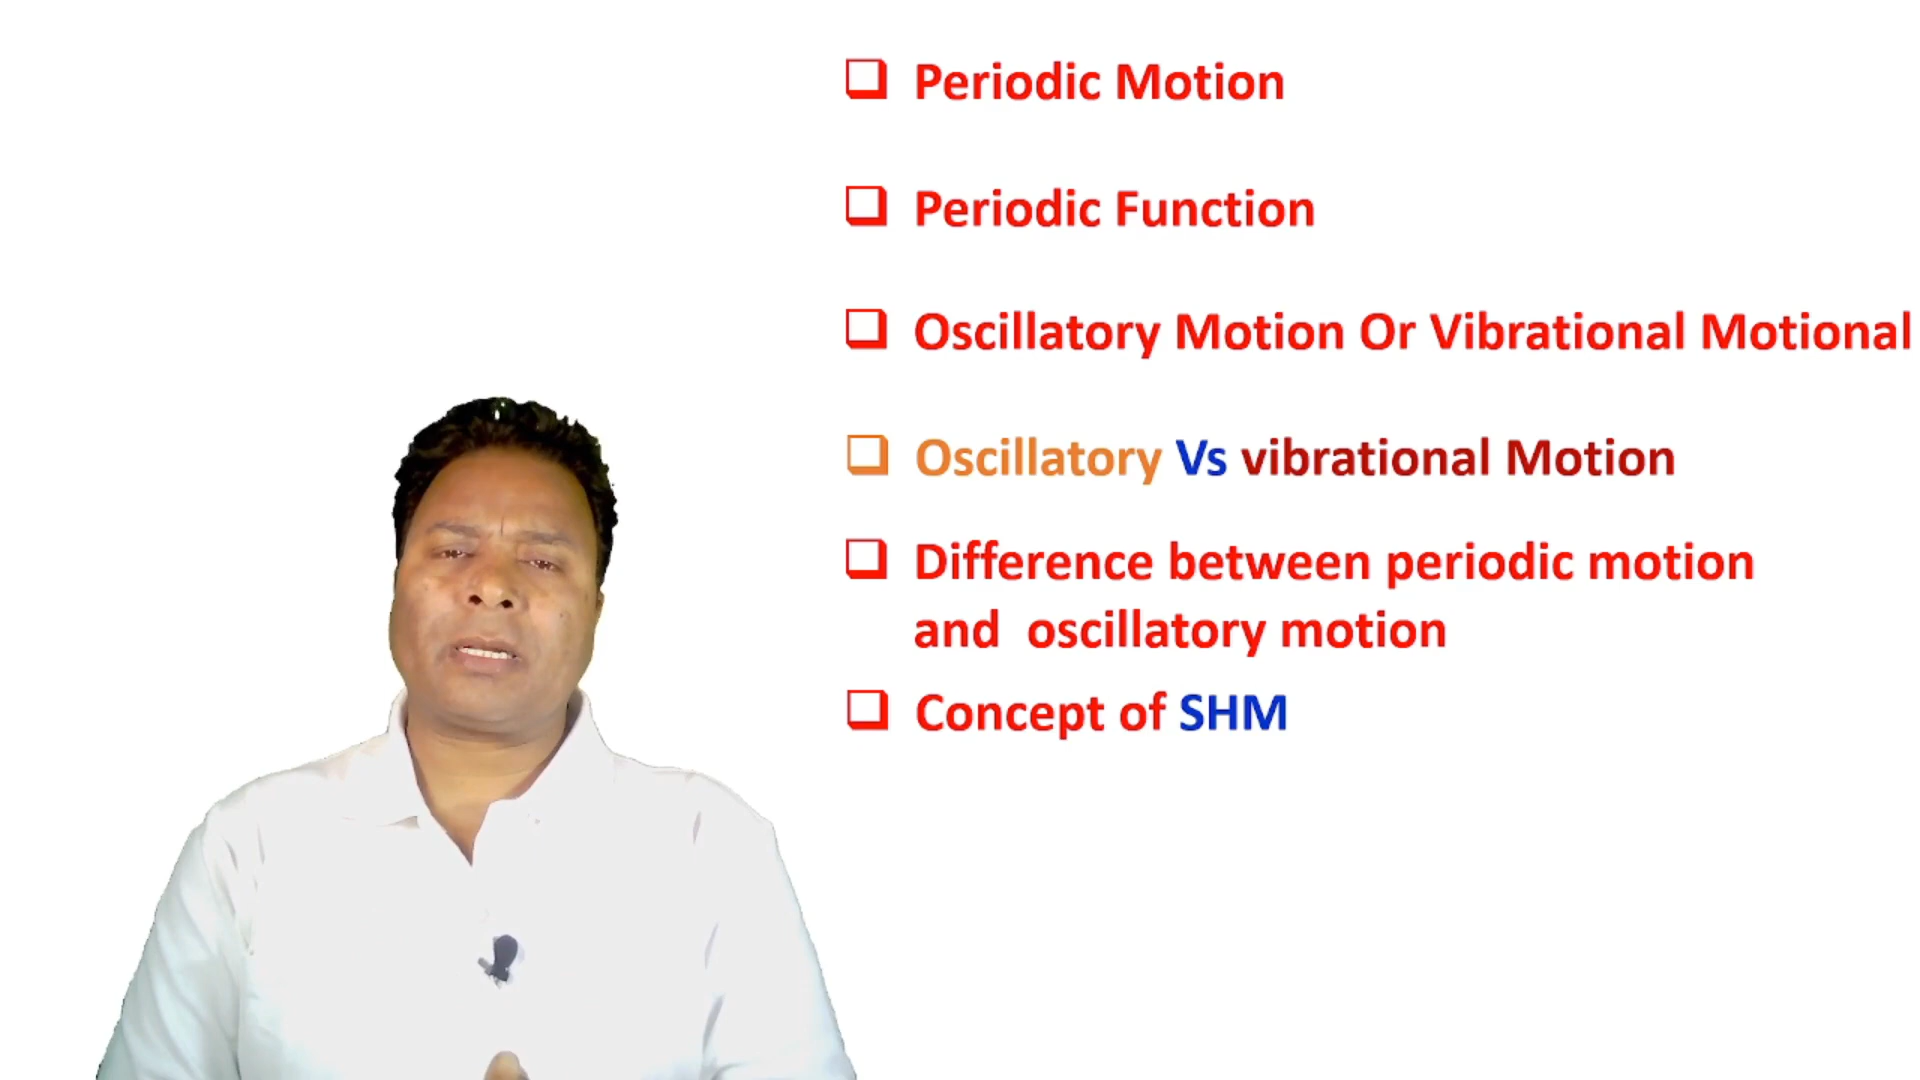 Periodic Motion
Periodic Function
Oscillatory Motion Or Vibrational Motional
Oscillatory Vs vibrational Motion
Difference between periodic motion
and oscillatory motion
Concept of SHM